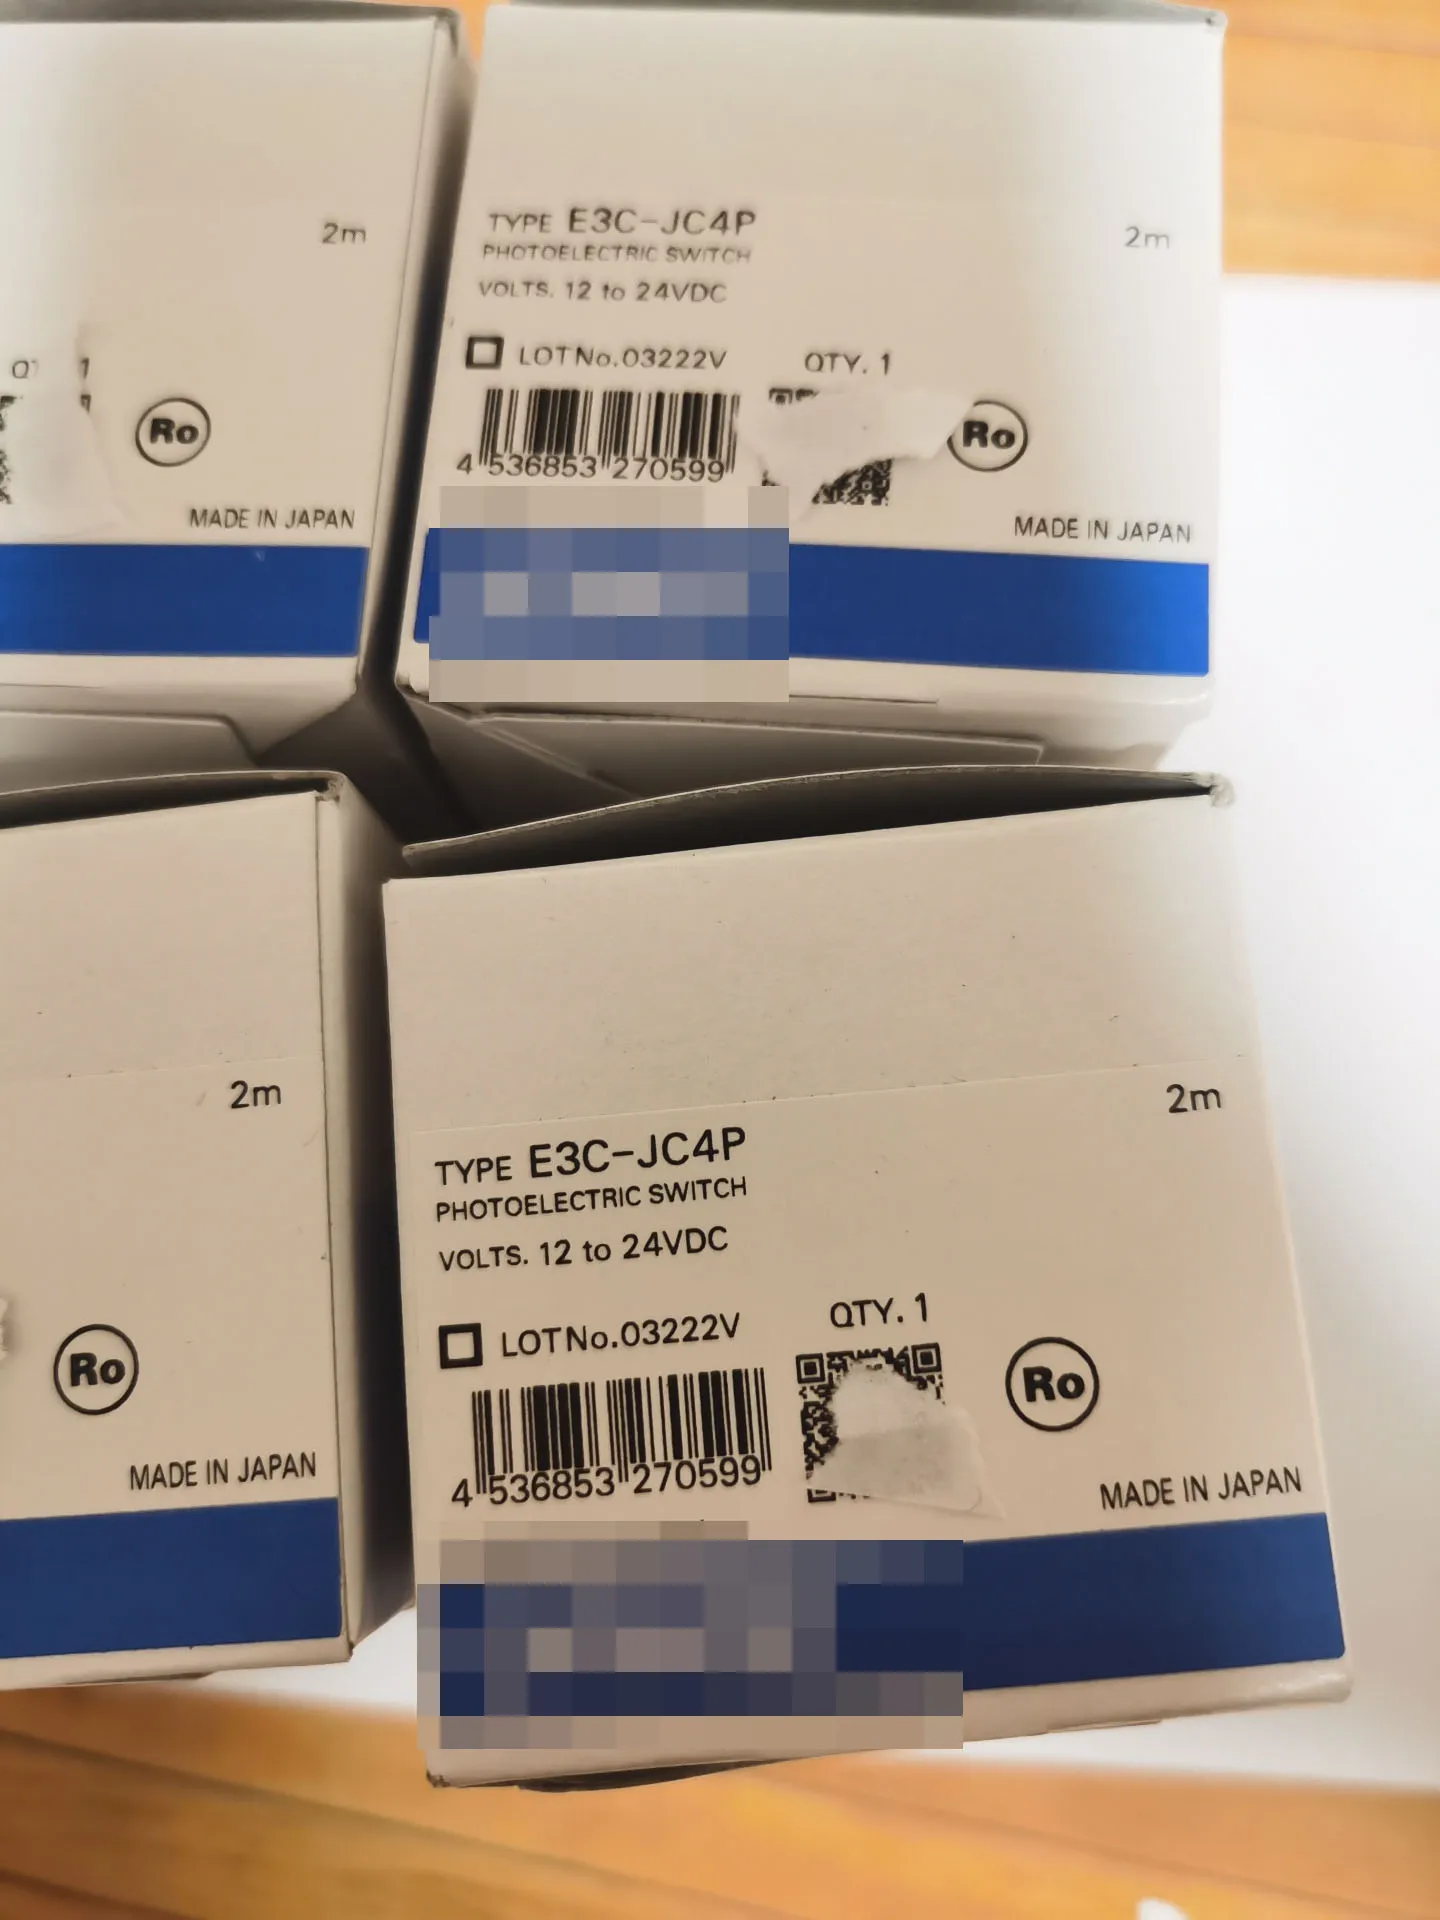 2m
QTY. 1
Ro
MADE IN JAPAN
TYPE E3C-JC4P
2m
PHOTOELECTRIC SWITCH
VOLTS. 12 to 24VDC
LOTNo.03222V
QTY. 1
4 536853 270599
Ro
MADE IN JAPAN
2m
Ro
MADE IN JAPAN
2m
TYPE E3C-JC4P
PHOTOELECTRIC SWITCH
VOLTS. 12 to 24VDC
LOTNo.03222V
QTY. 1
4 536853 270599
Ro
MADE IN JAPAN